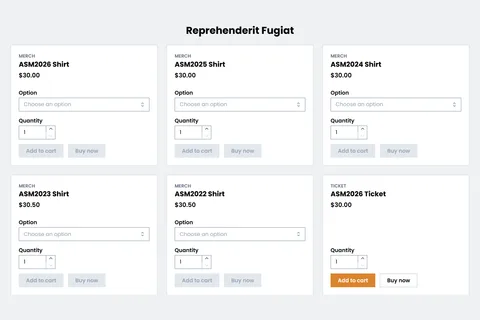 Reprehenderit Fugiat
MERCH
ASM2026 Shirt
$30.00
Option
Choose an option
Quantity
1
Add to cart
Buy now
MERCH
ASM2025 Shirt
$30.00
Option
Choose an option
Quantity
1
Add to cart
Buy now
MERCH
ASM2024 Shirt
$30.00
Option
Choose an option
Quantity
1
Add to cart
Buy now
MERCH
ASM2023 Shirt
$30.50
Option
Choose an option
Quantity
1
Add to cart
Buy now
MERCH
ASM2022 Shirt
$30.50
Option
Choose an option
Quantity
1
Add to cart
Buy now
TICKET
ASM2026 Ticket
$30.00
Quantity
1
Add to cart
Buy now